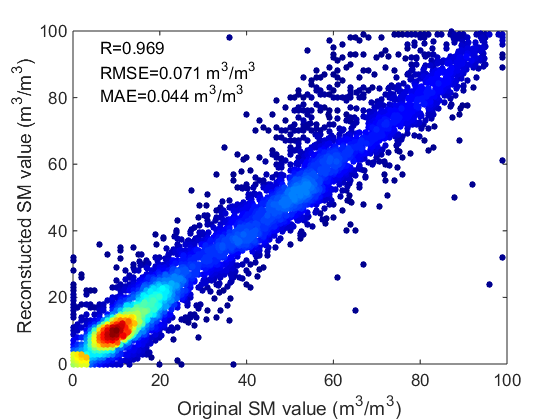 R=0.969
RMSE=0.071 m³/m³
MAE=0.044 m³/m³
100
80
60
40
20
0
Reconstucted SM value (m³/m³)
0 20 40 60 80 100
Original SM value (m³/m³)